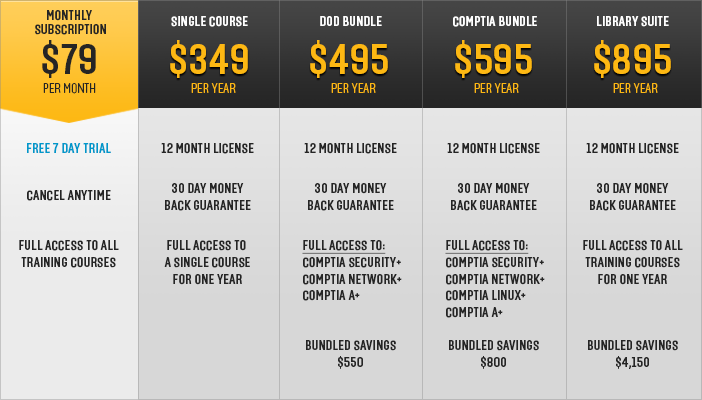 MONTHLY
SUBSCRIPTION
$79
PER MONTH
FREE 7 DAY TRIAL
CANCEL ANYTIME
FULL ACCESS TO ALL
TRAINING COURSES
SINGLE COURSE
$349
PER YEAR
12 MONTH LICENSE
30 DAY MONEY
BACK GUARANTEE
FULL ACCESS TO
A SINGLE COURSE
FOR ONE YEAR
DOD BUNDLE
$495
PER YEAR
12 MONTH LICENSE
30 DAY MONEY
BACK GUARANTEE
FULL ACCESS TO:
COMPTIA SECURITY+
COMPTIA NETWORK+
COMPTIA A+
BUNDLED SAVINGS
$550
COMPTIA BUNDLE
$595
PER YEAR
12 MONTH LICENSE
30 DAY MONEY
BACK GUARANTEE
FULL ACCESS TO:
COMPTIA SECURITY+
COMPTIA NETWORK+
COMPTIA LINUX+
COMPTIA A+
BUNDLED SAVINGS
$800
LIBRARY SUITE
$895
PER YEAR
12 MONTH LICENSE
30 DAY MONEY
BACK GUARANTEE
FULL ACCESS TO ALL
TRAINING COURSES
FOR ONE YEAR
BUNDLED SAVINGS
$4,150